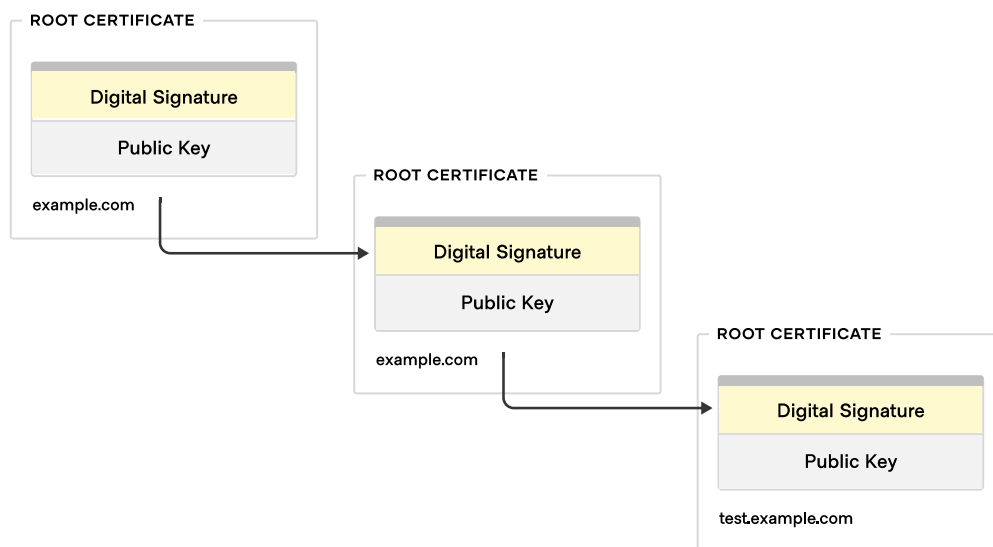 ROOT CERTIFICATE
Digital Signature
Public Key
example.com
ROOT CERTIFICATE
Digital Signature
Public Key
example.com
ROOT CERTIFICATE
Digital Signature
Public Key
test.example.com